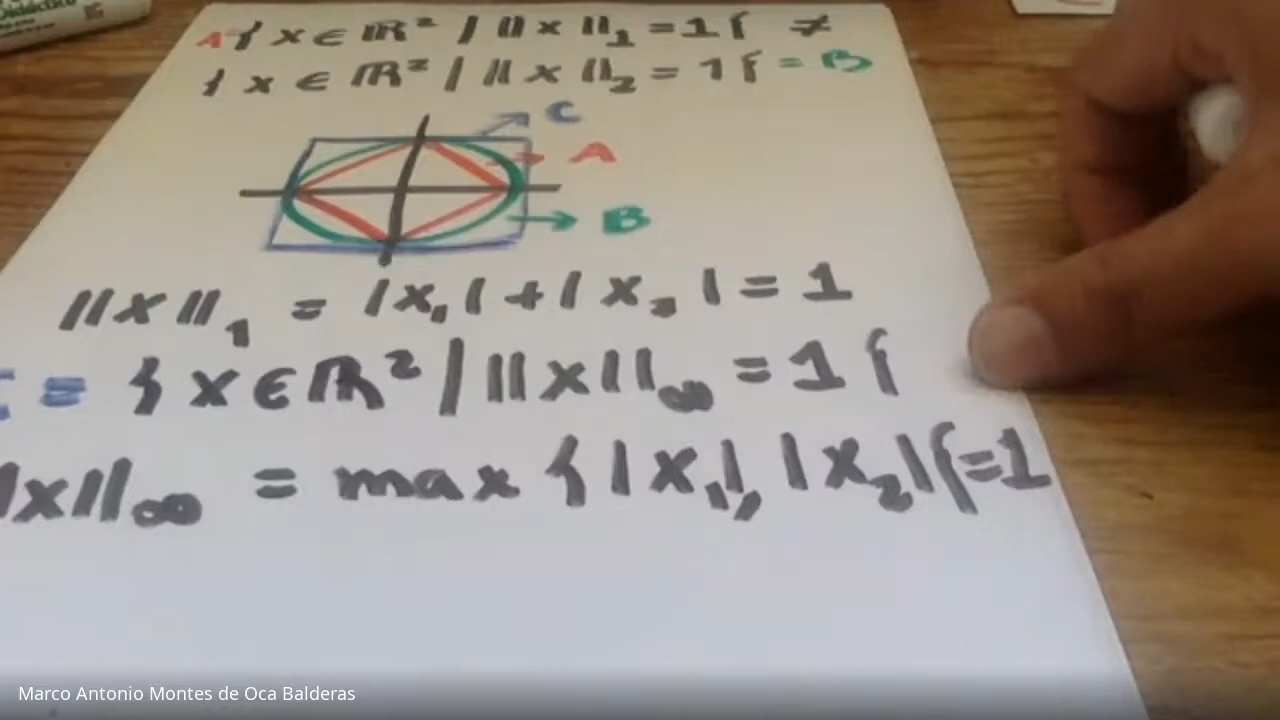 Didáctico
A { x ∈ ℝ² | ||x||₁ = 1 } ≠
{ x ∈ ℝ² | ||x||₂ = 1 } = B
C
A
B
||x||₁ = |x₁| + |x₂| = 1
= { x ∈ ℝ² | ||x||∞ = 1 }
|x||∞ = max { |x₁|, |x₂| } = 1
Marco Antonio Montes de Oca Balderas